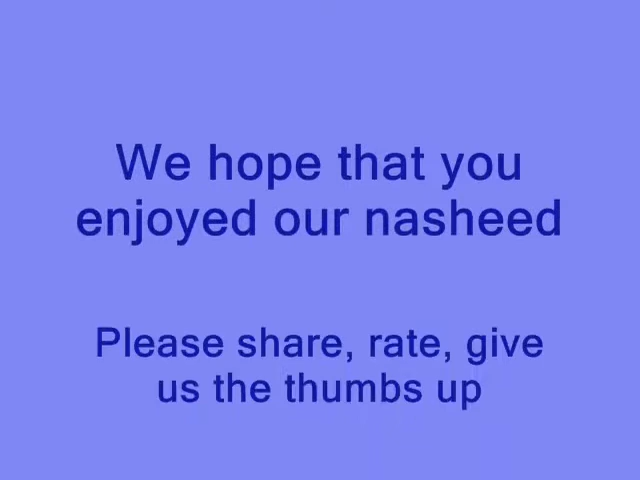 We hope that you
enjoyed our nasheed
Please share, rate, give
us the thumbs up